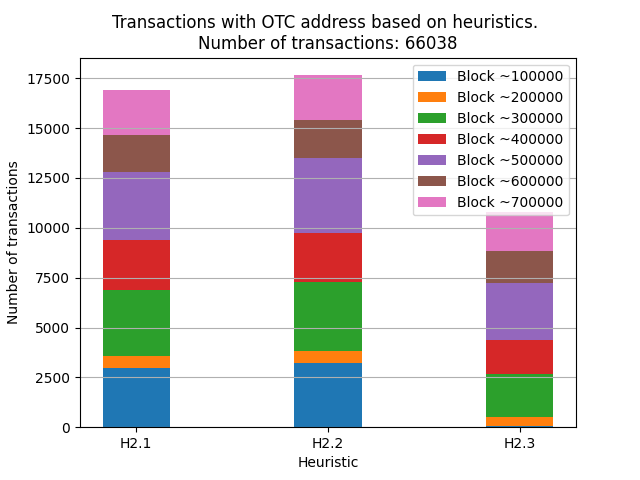 Transactions with OTC address based on heuristics.
Number of transactions: 66038
Number of transactions
17500
15000
12500
10000
7500
5000
2500
0
Block ~100000
Block ~200000
Block ~300000
Block ~400000
Block ~500000
Block ~600000
Block ~700000
H2.1
H2.2
H2.3
Heuristic